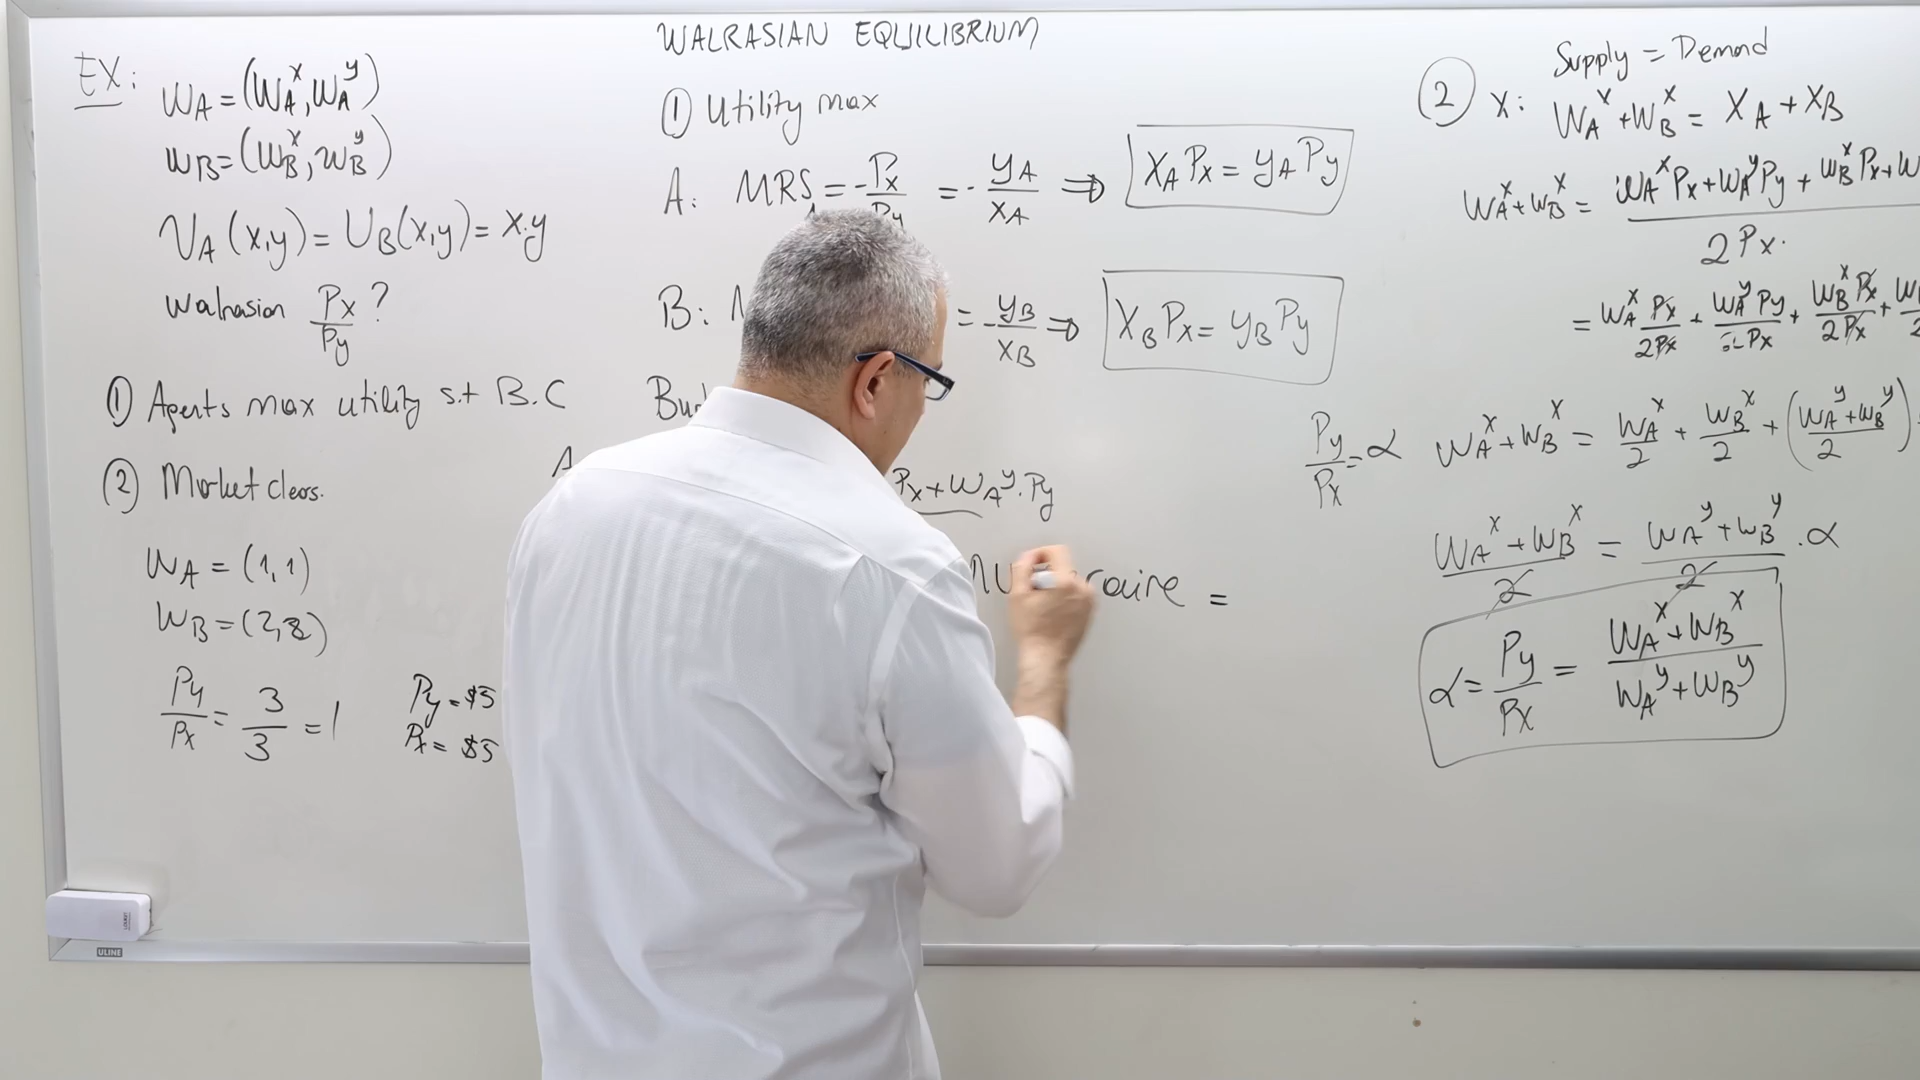 WALRASIAN EQUILIBRIUM
EX:
W_A = (W_A^x, W_A^y)
W_B = (W_B^x, W_B^y)
U_A(x,y) = U_B(x,y) = x.y
Walrasian Px/Py ?
① Agents max utility s.t B.C
② Market clears.
W_A = (1,1)
W_B = (2,2)
Py/Px = 3/3 = 1
Py = $5
Px = $5
① Utility max
A: MRS = -Px/Py = -y_A/x_A ⇒ x_A Px = y_A Py
B: = -y_B/x_B ⇒ x_B Px = y_B Py
A
Px + W_A^y . Py
raire =
② Supply = Demand
X: W_A^x + W_B^x = X_A + X_B
W_A^x + W_B^x = W_A^x Px + W_A^y Py + W_B^x Px + W / 2Px.
= W_A^x Px/2Px + W_A^y Py/2Px + W_B^x Px/2Px +
Py/Px = α W_A^x + W_B^x = W_A^x/2 + W_B^x/2 + (W_A^y + W_B^y / 2) .
W_A^x + W_B^x / 2 = W_A^y + W_B^y / 2 . α
α = Py/Px = W_A^x + W_B^x / W_A^y + W_B^y
ULINE